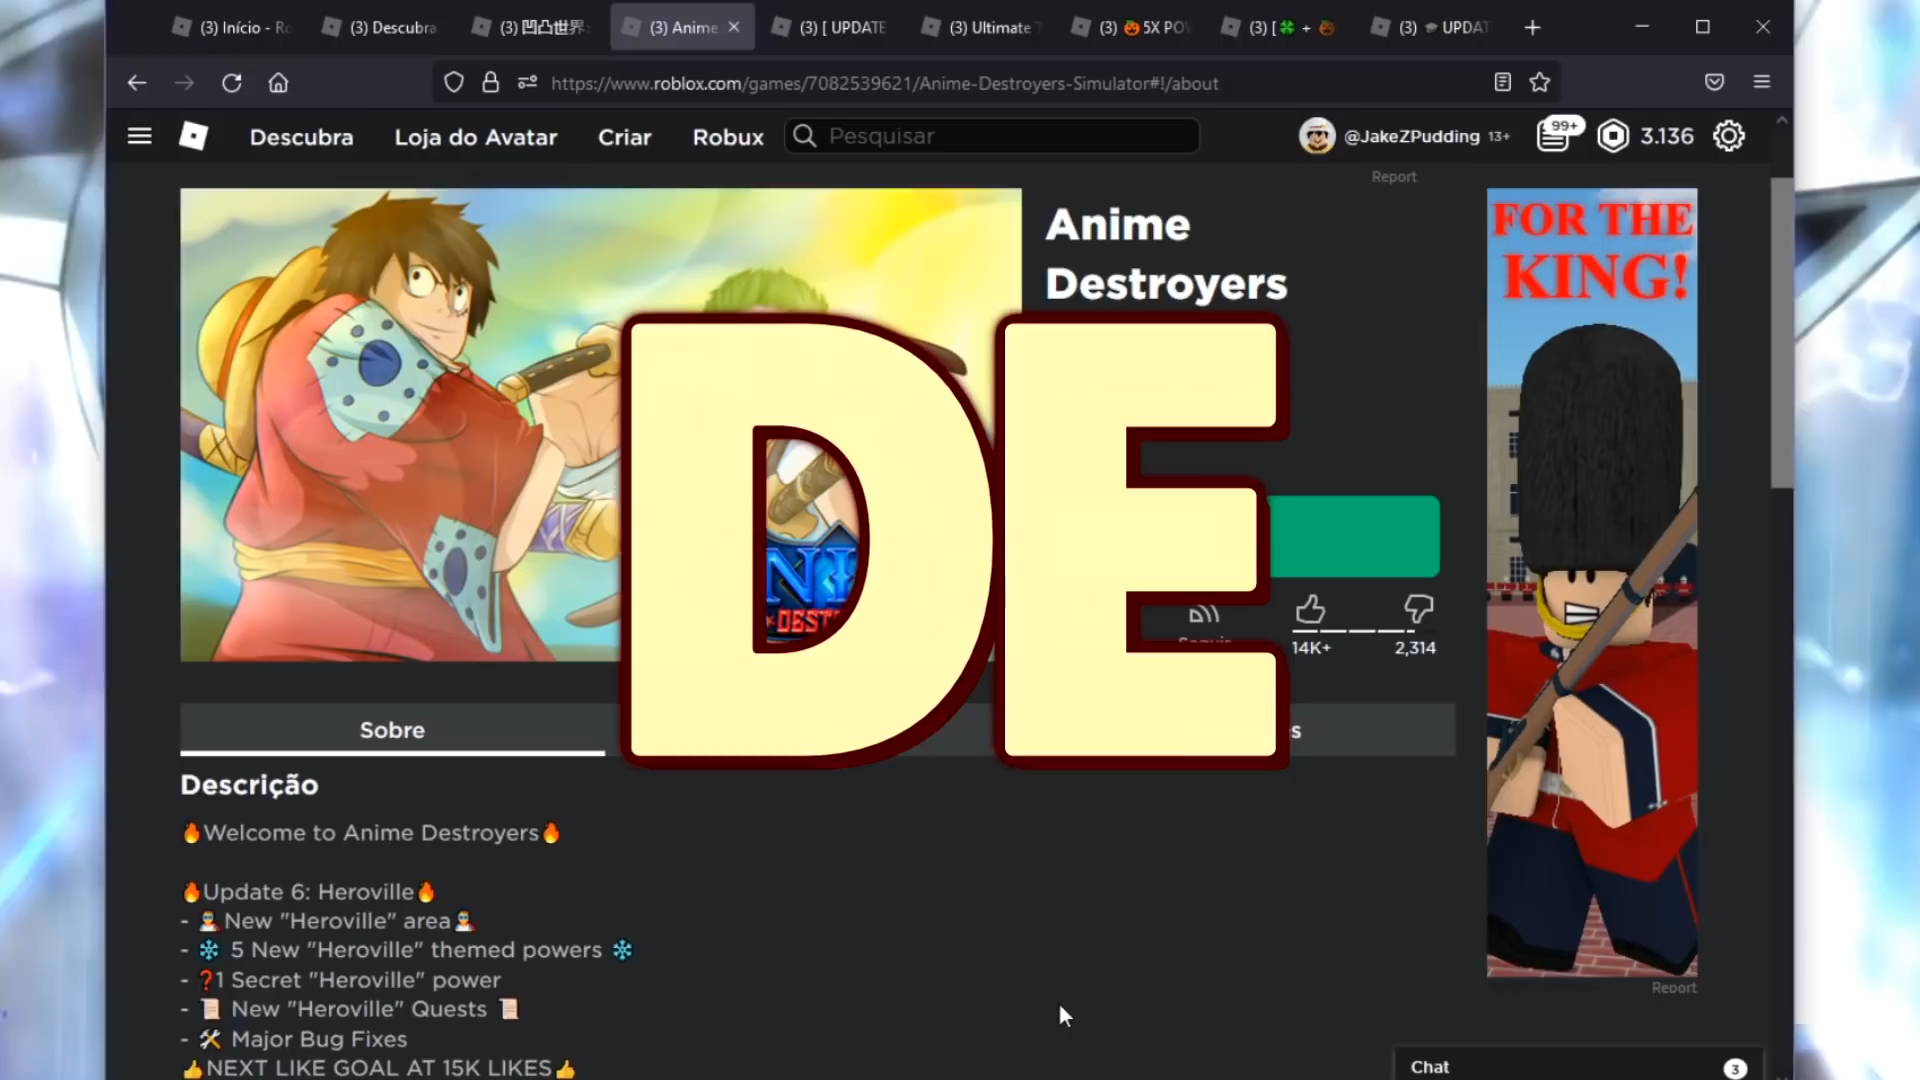 (3) Início - Ro
(3) Descubra
(3) 凹凸世界:
(3) Anime
(3) [ UPDATE
(3) Ultimate T
(3) 🎃5X POW
(3) [🍀 + 🎃
(3) 🎓 UPDAT
https://www.roblox.com/games/7082539621/Anime-Destroyers-Simulator#!/about
Descubra
Loja do Avatar
Criar
Robux
Pesquisar
@JakeZPudding 13+
99+
3.136
Report
Anime
Destroyers
FOR THE
KING!
DE
NI
DEST
14K+
2,314
Sobre
s
Descrição
🔥Welcome to Anime Destroyers🔥
🔥Update 6: Heroville🔥
- 🦸New "Heroville" area🦸
- ❄️ 5 New "Heroville" themed powers ❄️
- ❓1 Secret "Heroville" power
- 📜 New "Heroville" Quests 📜
- 🛠️ Major Bug Fixes
👍NEXT LIKE GOAL AT 15K LIKES👍
Report
Chat
3